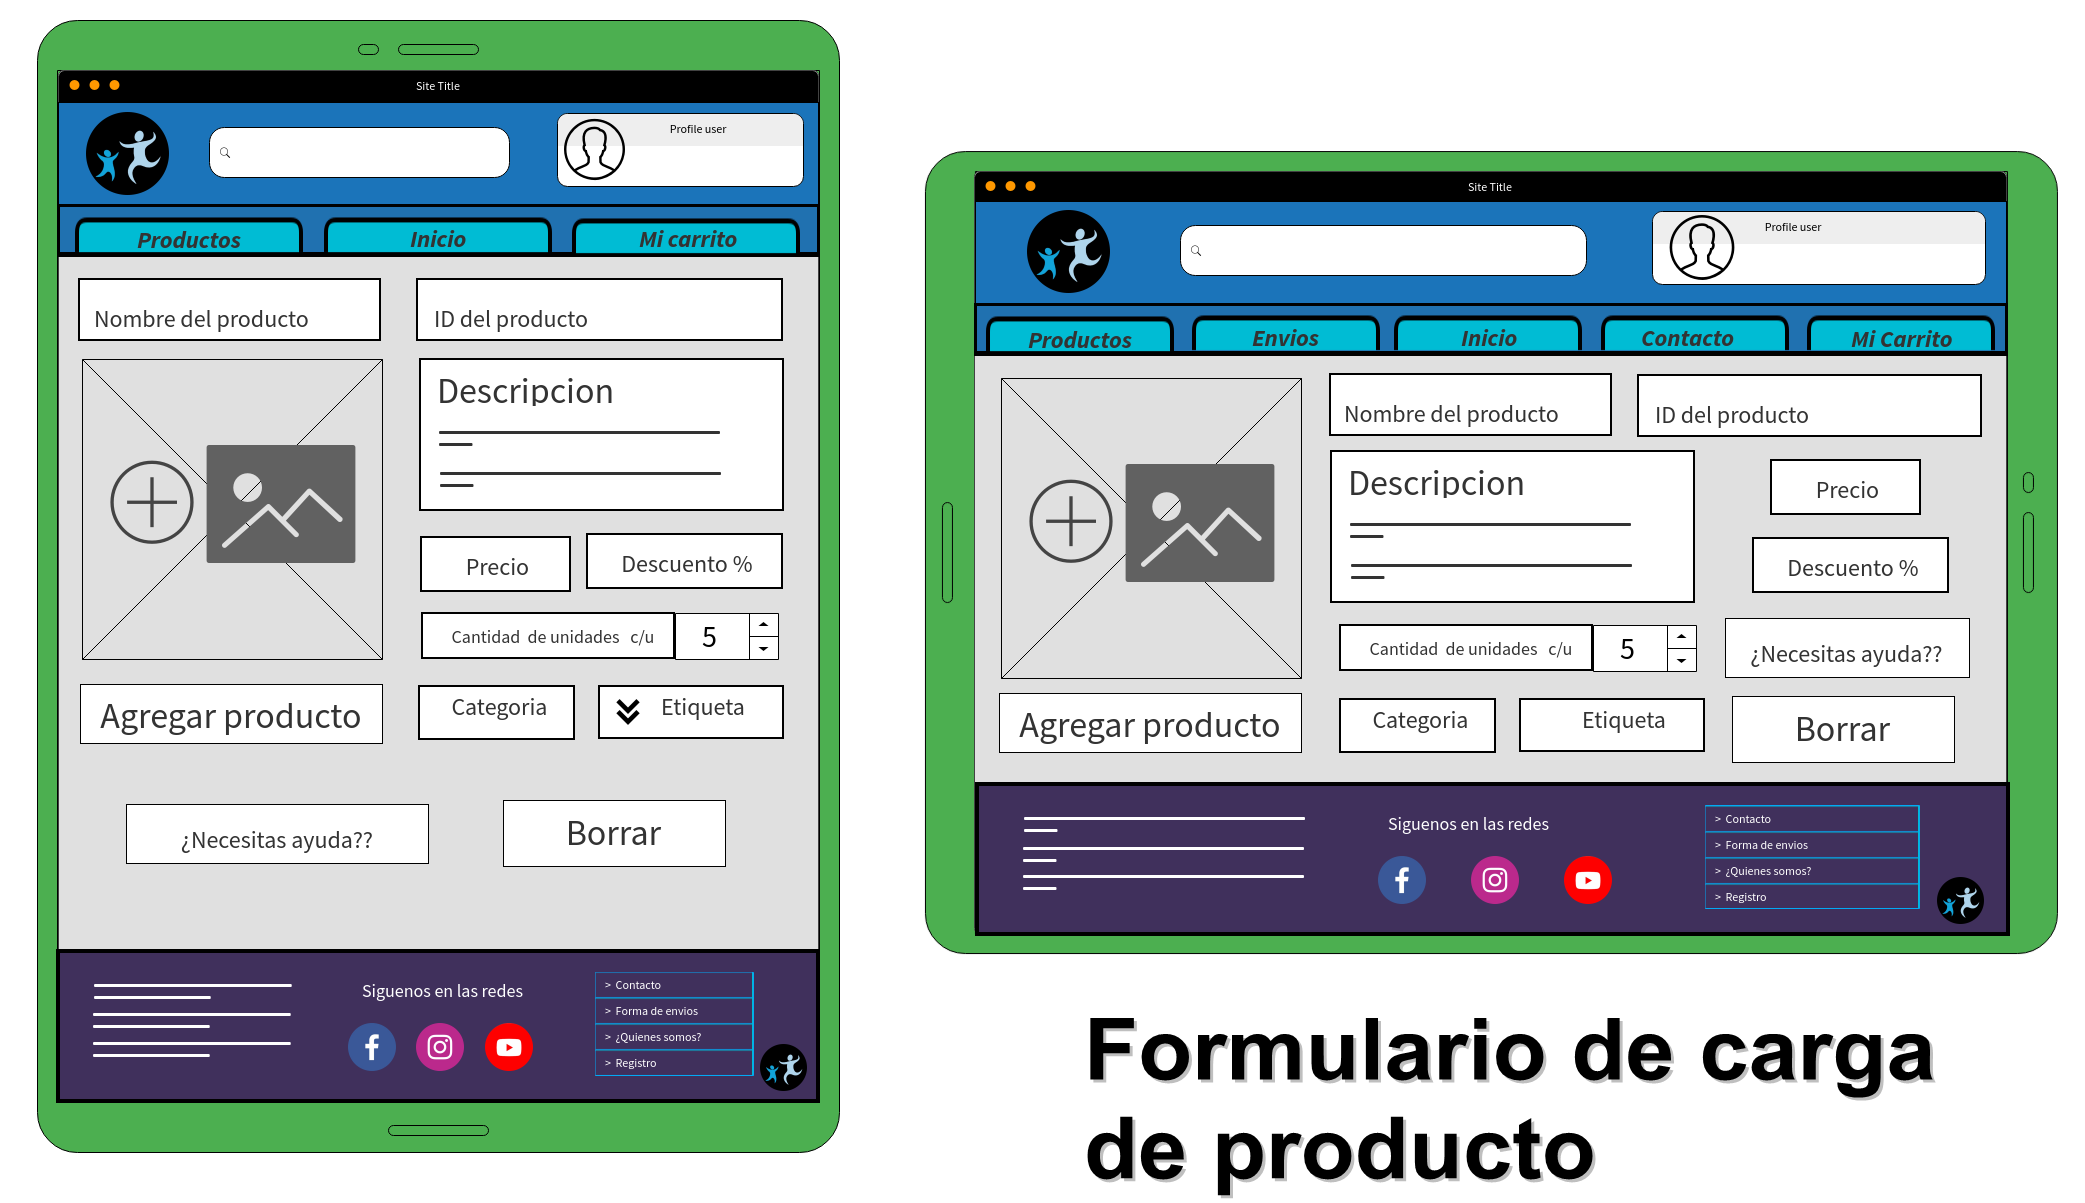 Site Title
Profile user
Productos
Inicio
Mi carrito
Nombre del producto
ID del producto
Descripcion
Precio
Descuento %
Cantidad de unidades c/u
5
Agregar producto
Categoria
Etiqueta
¿Necesitas ayuda??
Borrar
Siguenos en las redes
> Contacto
> Forma de envios
> ¿Quienes somos?
> Registro
Site Title
Profile user
Productos
Envios
Inicio
Contacto
Mi Carrito
Nombre del producto
ID del producto
Descripcion
Precio
Descuento %
Cantidad de unidades c/u
5
¿Necesitas ayuda??
Agregar producto
Categoria
Etiqueta
Borrar
Siguenos en las redes
> Contacto
> Forma de envios
> ¿Quienes somos?
> Registro
Formulario de carga
de producto